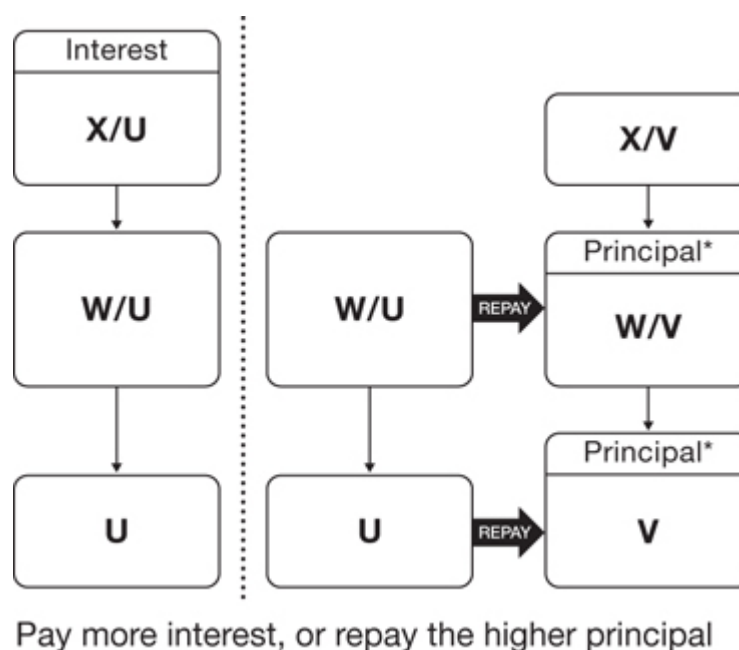 Interest
X/U
X/V
W/U
W/U
REPAY
Principal*
W/V
U
U
REPAY
Principal*
V
Pay more interest, or repay the higher principal